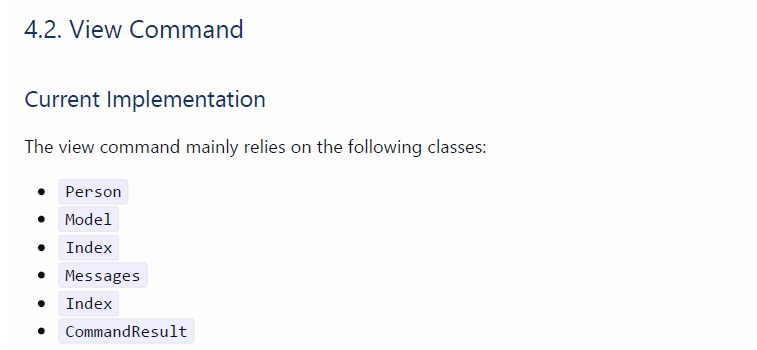 4.2. View Command
Current Implementation
The view command mainly relies on the following classes:
• Person
• Model
• Index
• Messages
• Index
• CommandResult